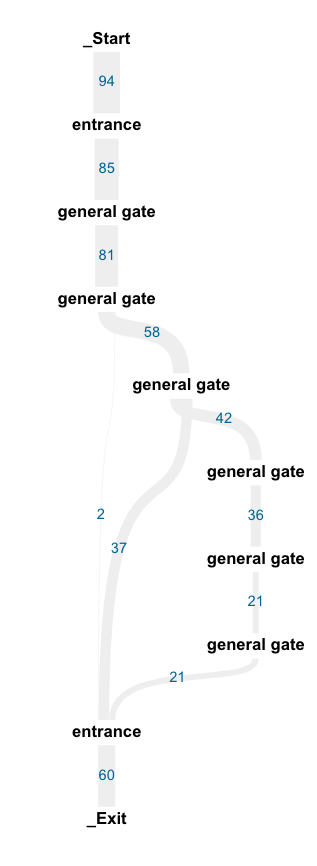 _Start
94
entrance
85
general gate
81
general gate
58
general gate
42
general gate
36
general gate
21
general gate
2
37
21
entrance
60
_Exit